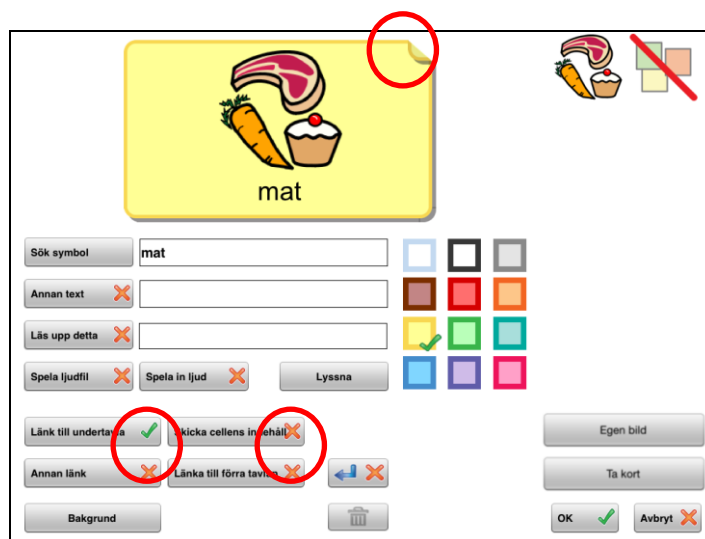 mat
Sök symbol mat
Annan text
Läs upp detta
Spela ljudfil Spela in ljud Lyssna
Länk till undertavla Skicka cellens innehåll Egen bild
Annan länk Länka till förra tavlan Ta kort
Bakgrund OK Avbryt